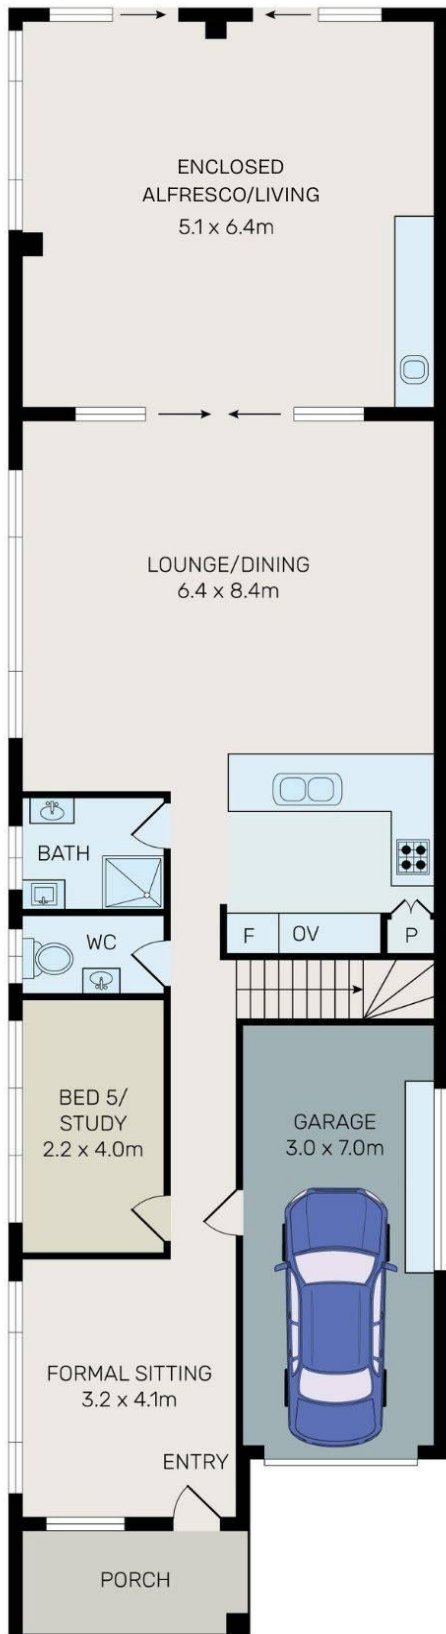 ENCLOSED
ALFRESCO/LIVING
5.1 x 6.4m
LOUNGE/DINING
6.4 x 8.4m
BATH
WC
F
OV
P
BED 5/
STUDY
2.2 x 4.0m
GARAGE
3.0 x 7.0m
FORMAL SITTING
3.2 x 4.1m
ENTRY
PORCH